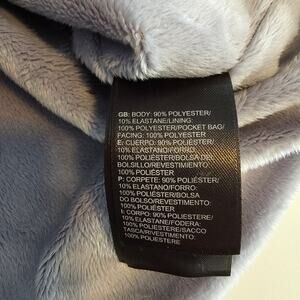 GB: BODY: 90% POLYESTER/
10% ELASTANE/LINING:
100% POLYESTER/POCKET BAG/
FACING: 100% POLYESTER
E: CUERPO: 90% POLIÉSTER/
10% ELASTANO/FORRO:
100% POLIÉSTER/BOLSA DEL
BOLSILLO/REVESTIMIENTO:
100% POLIÉSTER
P: CORPETE: 90% POLIÉSTER/
10% ELASTANO/FORRO:
100% POLIÉSTER/BOLSA
DO BOLSO/REVESTIMENTO:
100% POLIÉSTER
I: CORPO: 90% POLIESTERE/
10% ELASTANE/FODERA:
100% POLIESTERE/SACCO
TASCA/RIVESTIMENTO:
100% POLIESTERE